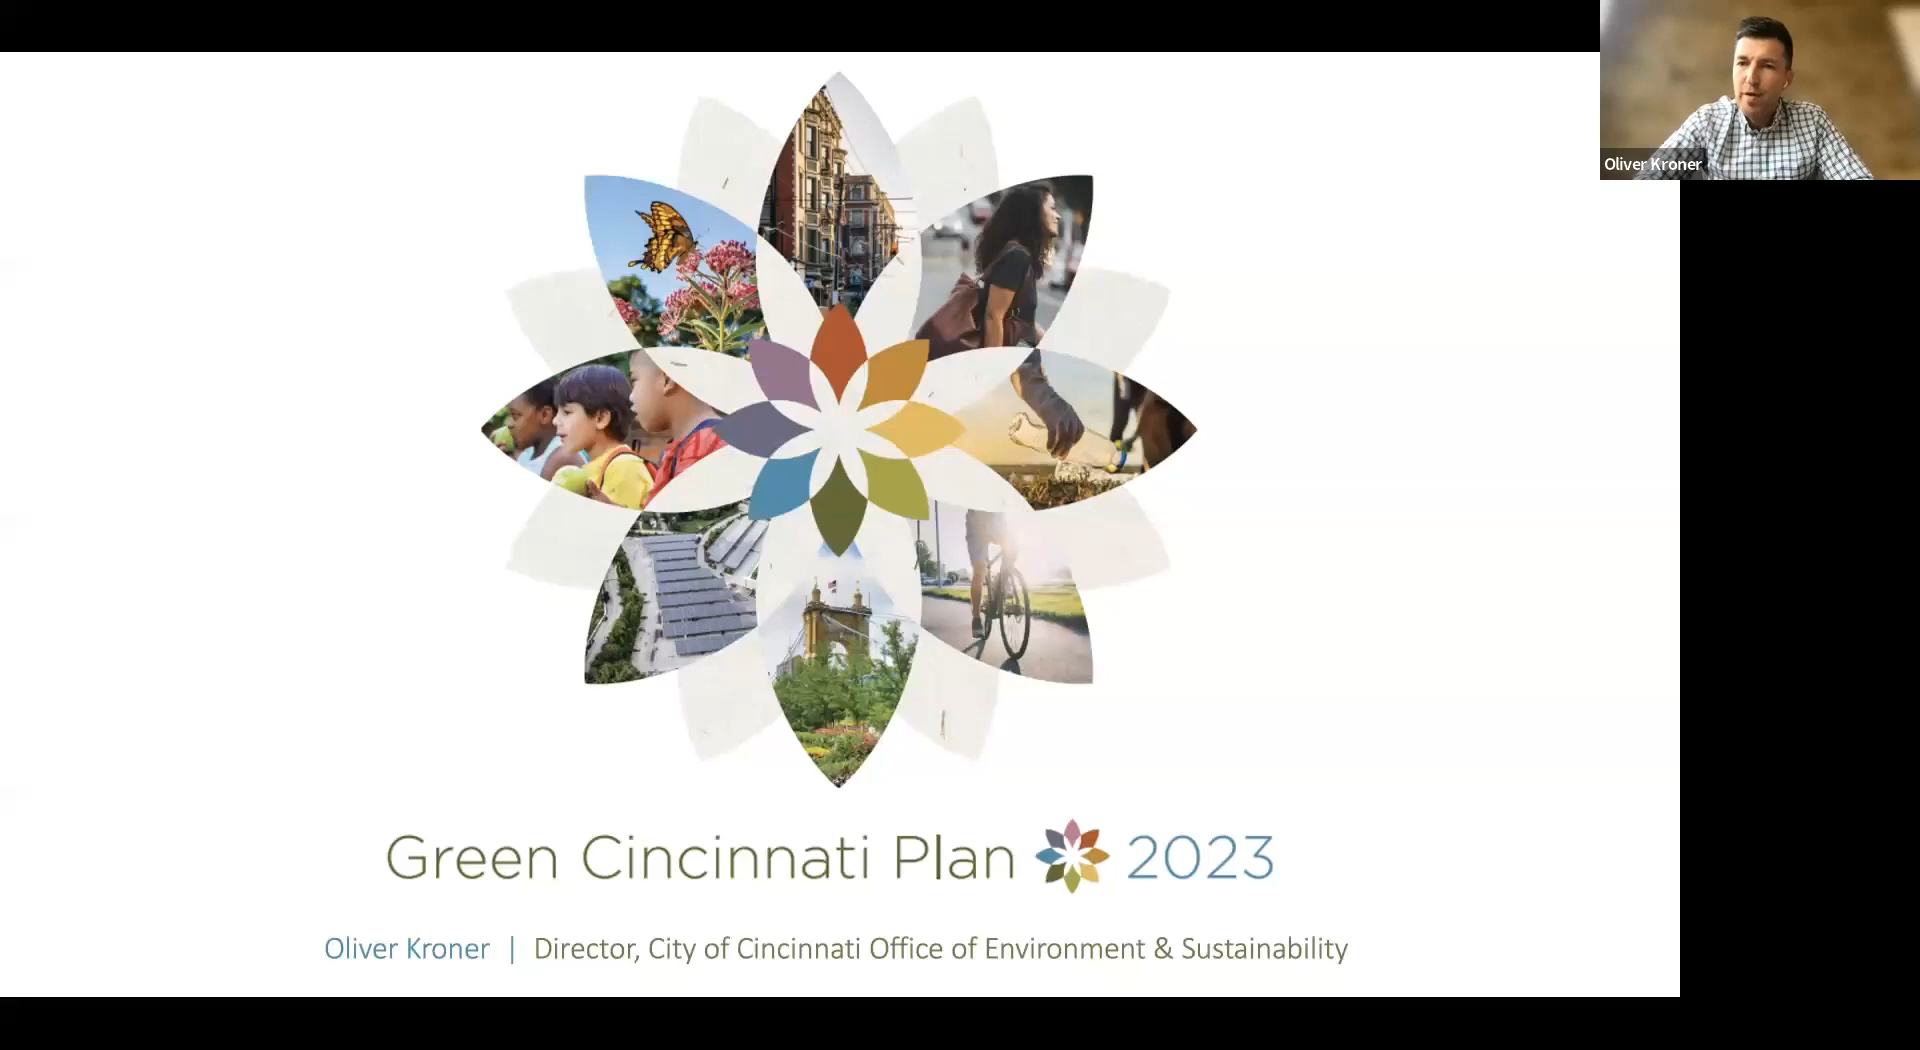 Oliver Kroner
Green Cincinnati Plan 2023
Oliver Kroner | Director, City of Cincinnati Office of Environment & Sustainability